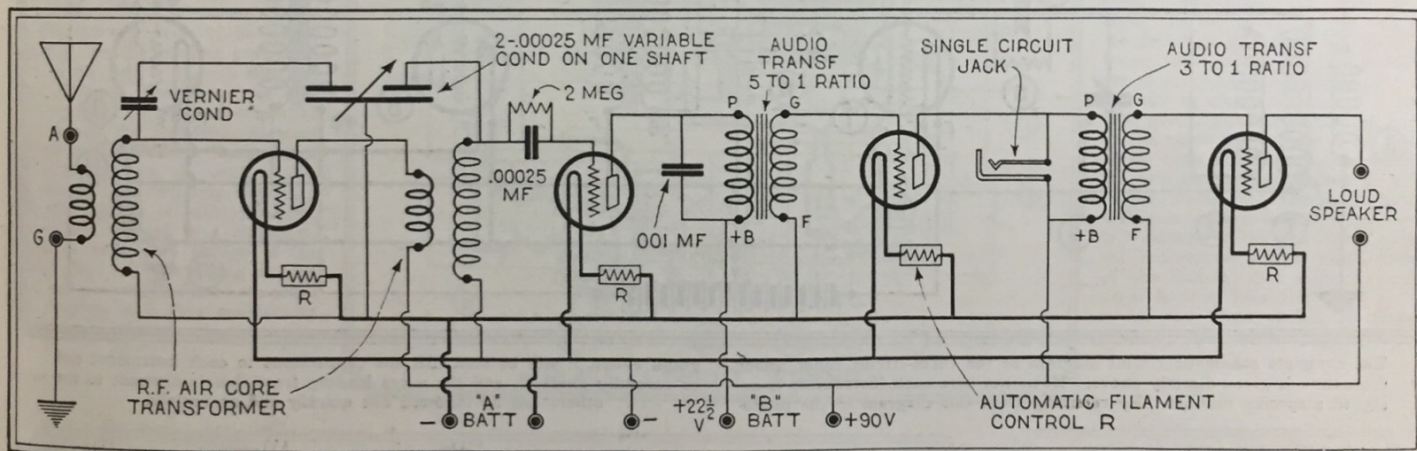 2-.00025 MF VARIABLE
COND ON ONE SHAFT
VERNIER
COND
2 MEG
.00025
MF
.001 MF
AUDIO
TRANSF
5 TO 1 RATIO
SINGLE CIRCUIT
JACK
AUDIO TRANSF
3 TO 1 RATIO
A
G
P
G
+B
F
P
G
+B
F
LOUD
SPEAKER
R
R
R
R.F. AIR CORE
TRANSFORMER
"A"
- BATT
-
+22½
V
"B"
BATT
+90V
AUTOMATIC FILAMENT
CONTROL R